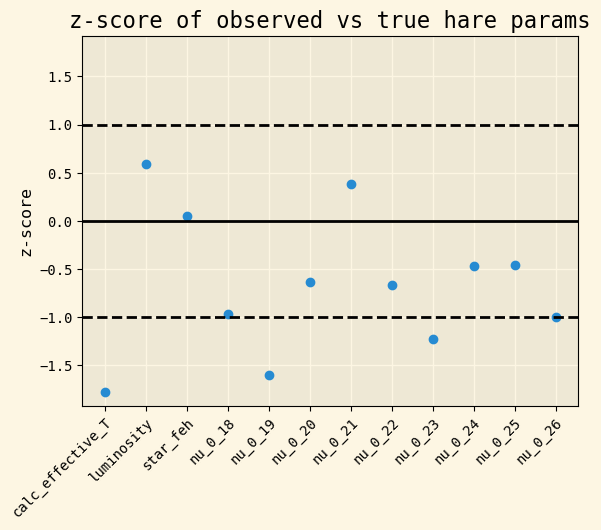 z-score of observed vs true hare params
z-score
1.5
1.0
0.5
0.0
−0.5
−1.0
−1.5
calc_effective_T
luminosity
star_feh
nu_0_18
nu_0_19
nu_0_20
nu_0_21
nu_0_22
nu_0_23
nu_0_24
nu_0_25
nu_0_26